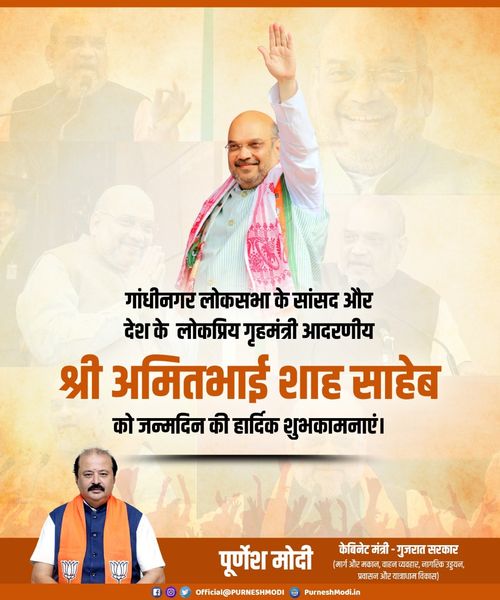 गांधीनगर लोकसभा के सांसद और
देश के लोकप्रिय गृहमंत्री आदरणीय
श्री अमितभाई शाह साहेब
को जन्मदिन की हार्दिक शुभकामनाएं।
पूर्णेश मोदी
केबिनेट मंत्री - गुजरात सरकार
(मार्ग और मकान, वाहन व्यवहार, नागरिक उड्डयन,
प्रवासन और यात्राधाम विकास)
Official@PURNESHMODI PurneshModi.in